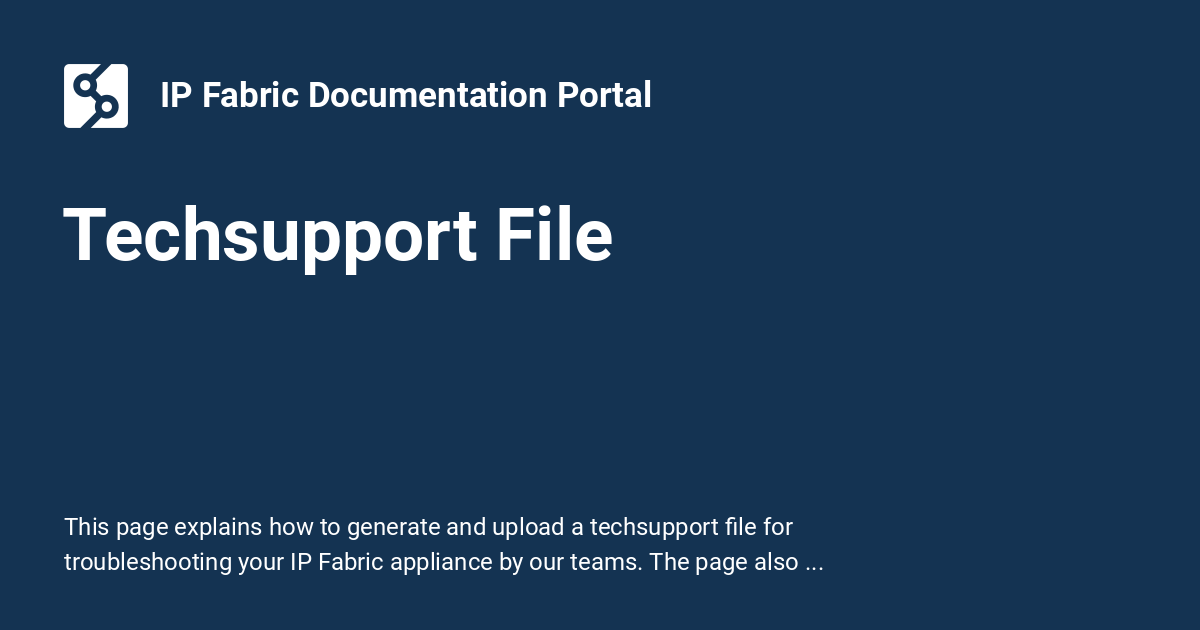 IP Fabric Documentation Portal
Techsupport File
This page explains how to generate and upload a techsupport file for
troubleshooting your IP Fabric appliance by our teams. The page also ...